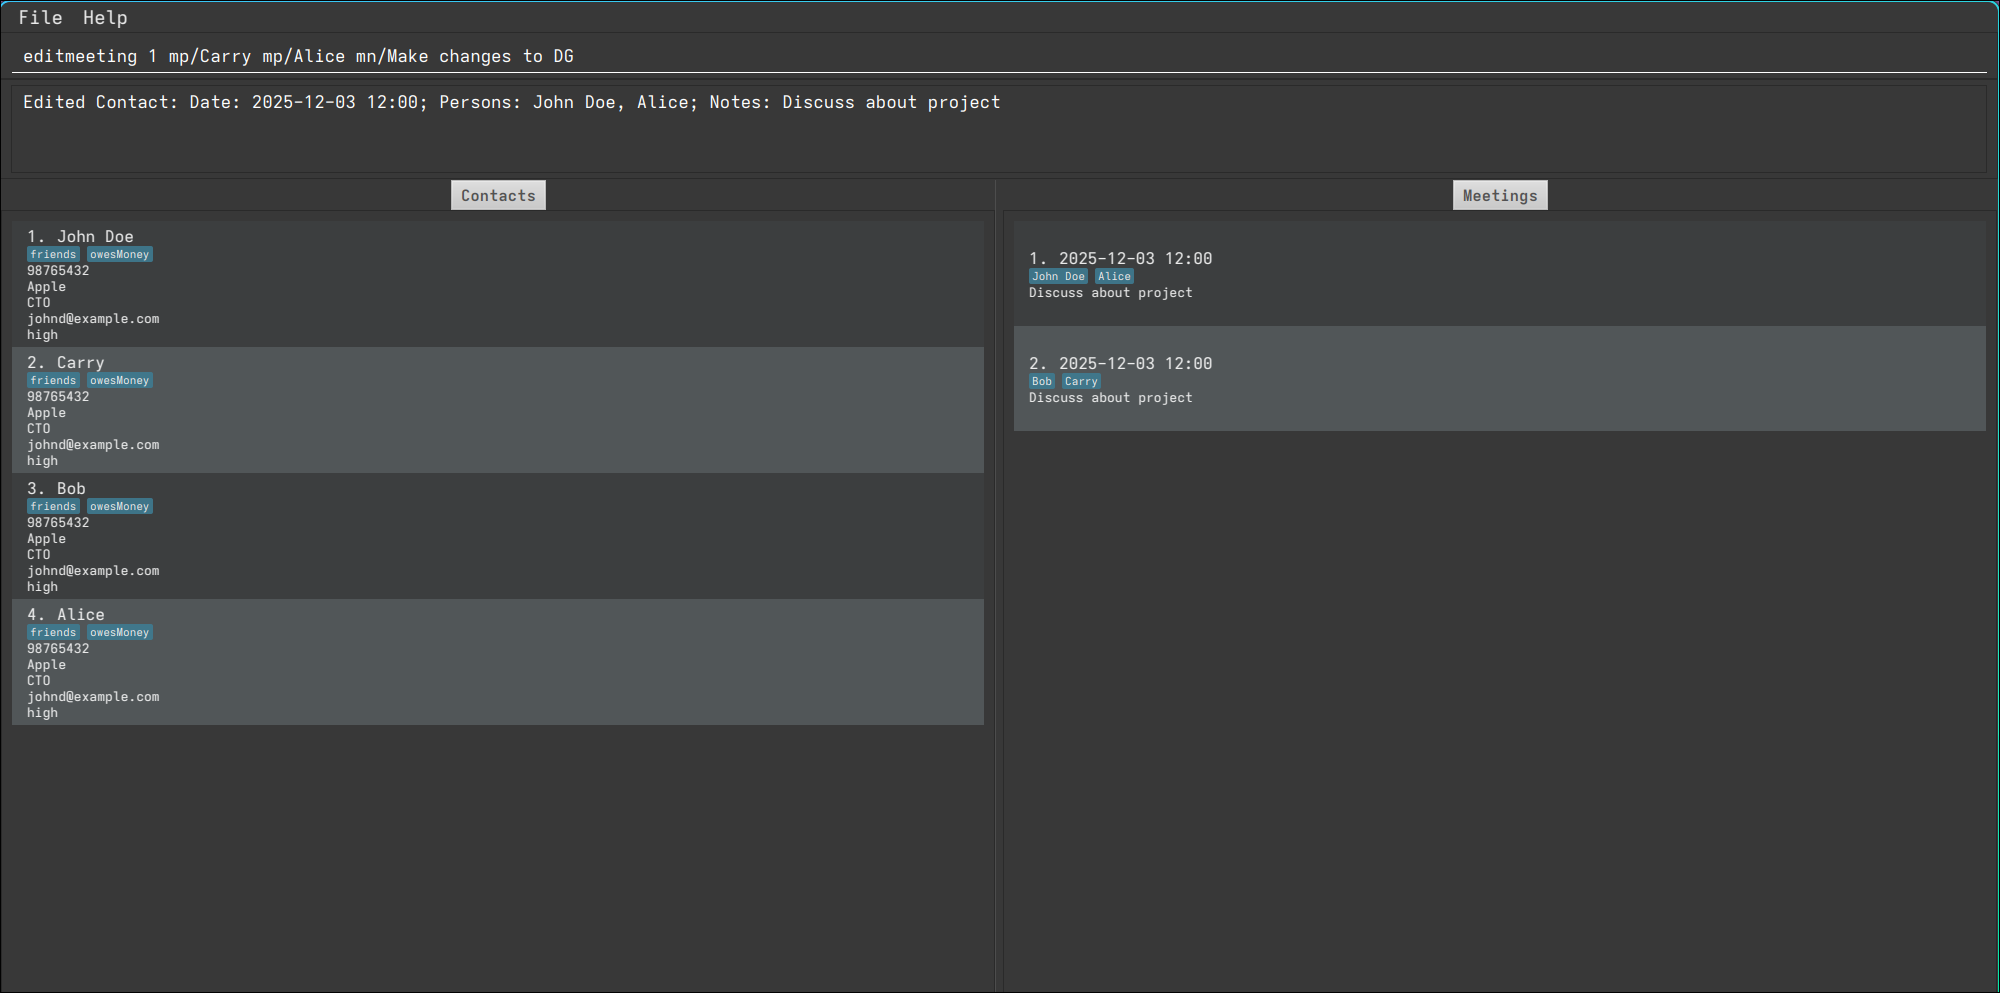 File Help
editmeeting 1 mp/Carry mp/Alice mn/Make changes to DG
Edited Contact: Date: 2025-12-03 12:00; Persons: John Doe, Alice; Notes: Discuss about project
Contacts
1. John Doe
friends owesMoney
98765432
Apple
CTO
johnd@example.com
high
2. Carry
friends owesMoney
98765432
Apple
CTO
johnd@example.com
high
3. Bob
friends owesMoney
98765432
Apple
CTO
johnd@example.com
high
4. Alice
friends owesMoney
98765432
Apple
CTO
johnd@example.com
high
Meetings
1. 2025-12-03 12:00
John Doe Alice
Discuss about project
2. 2025-12-03 12:00
Bob Carry
Discuss about project